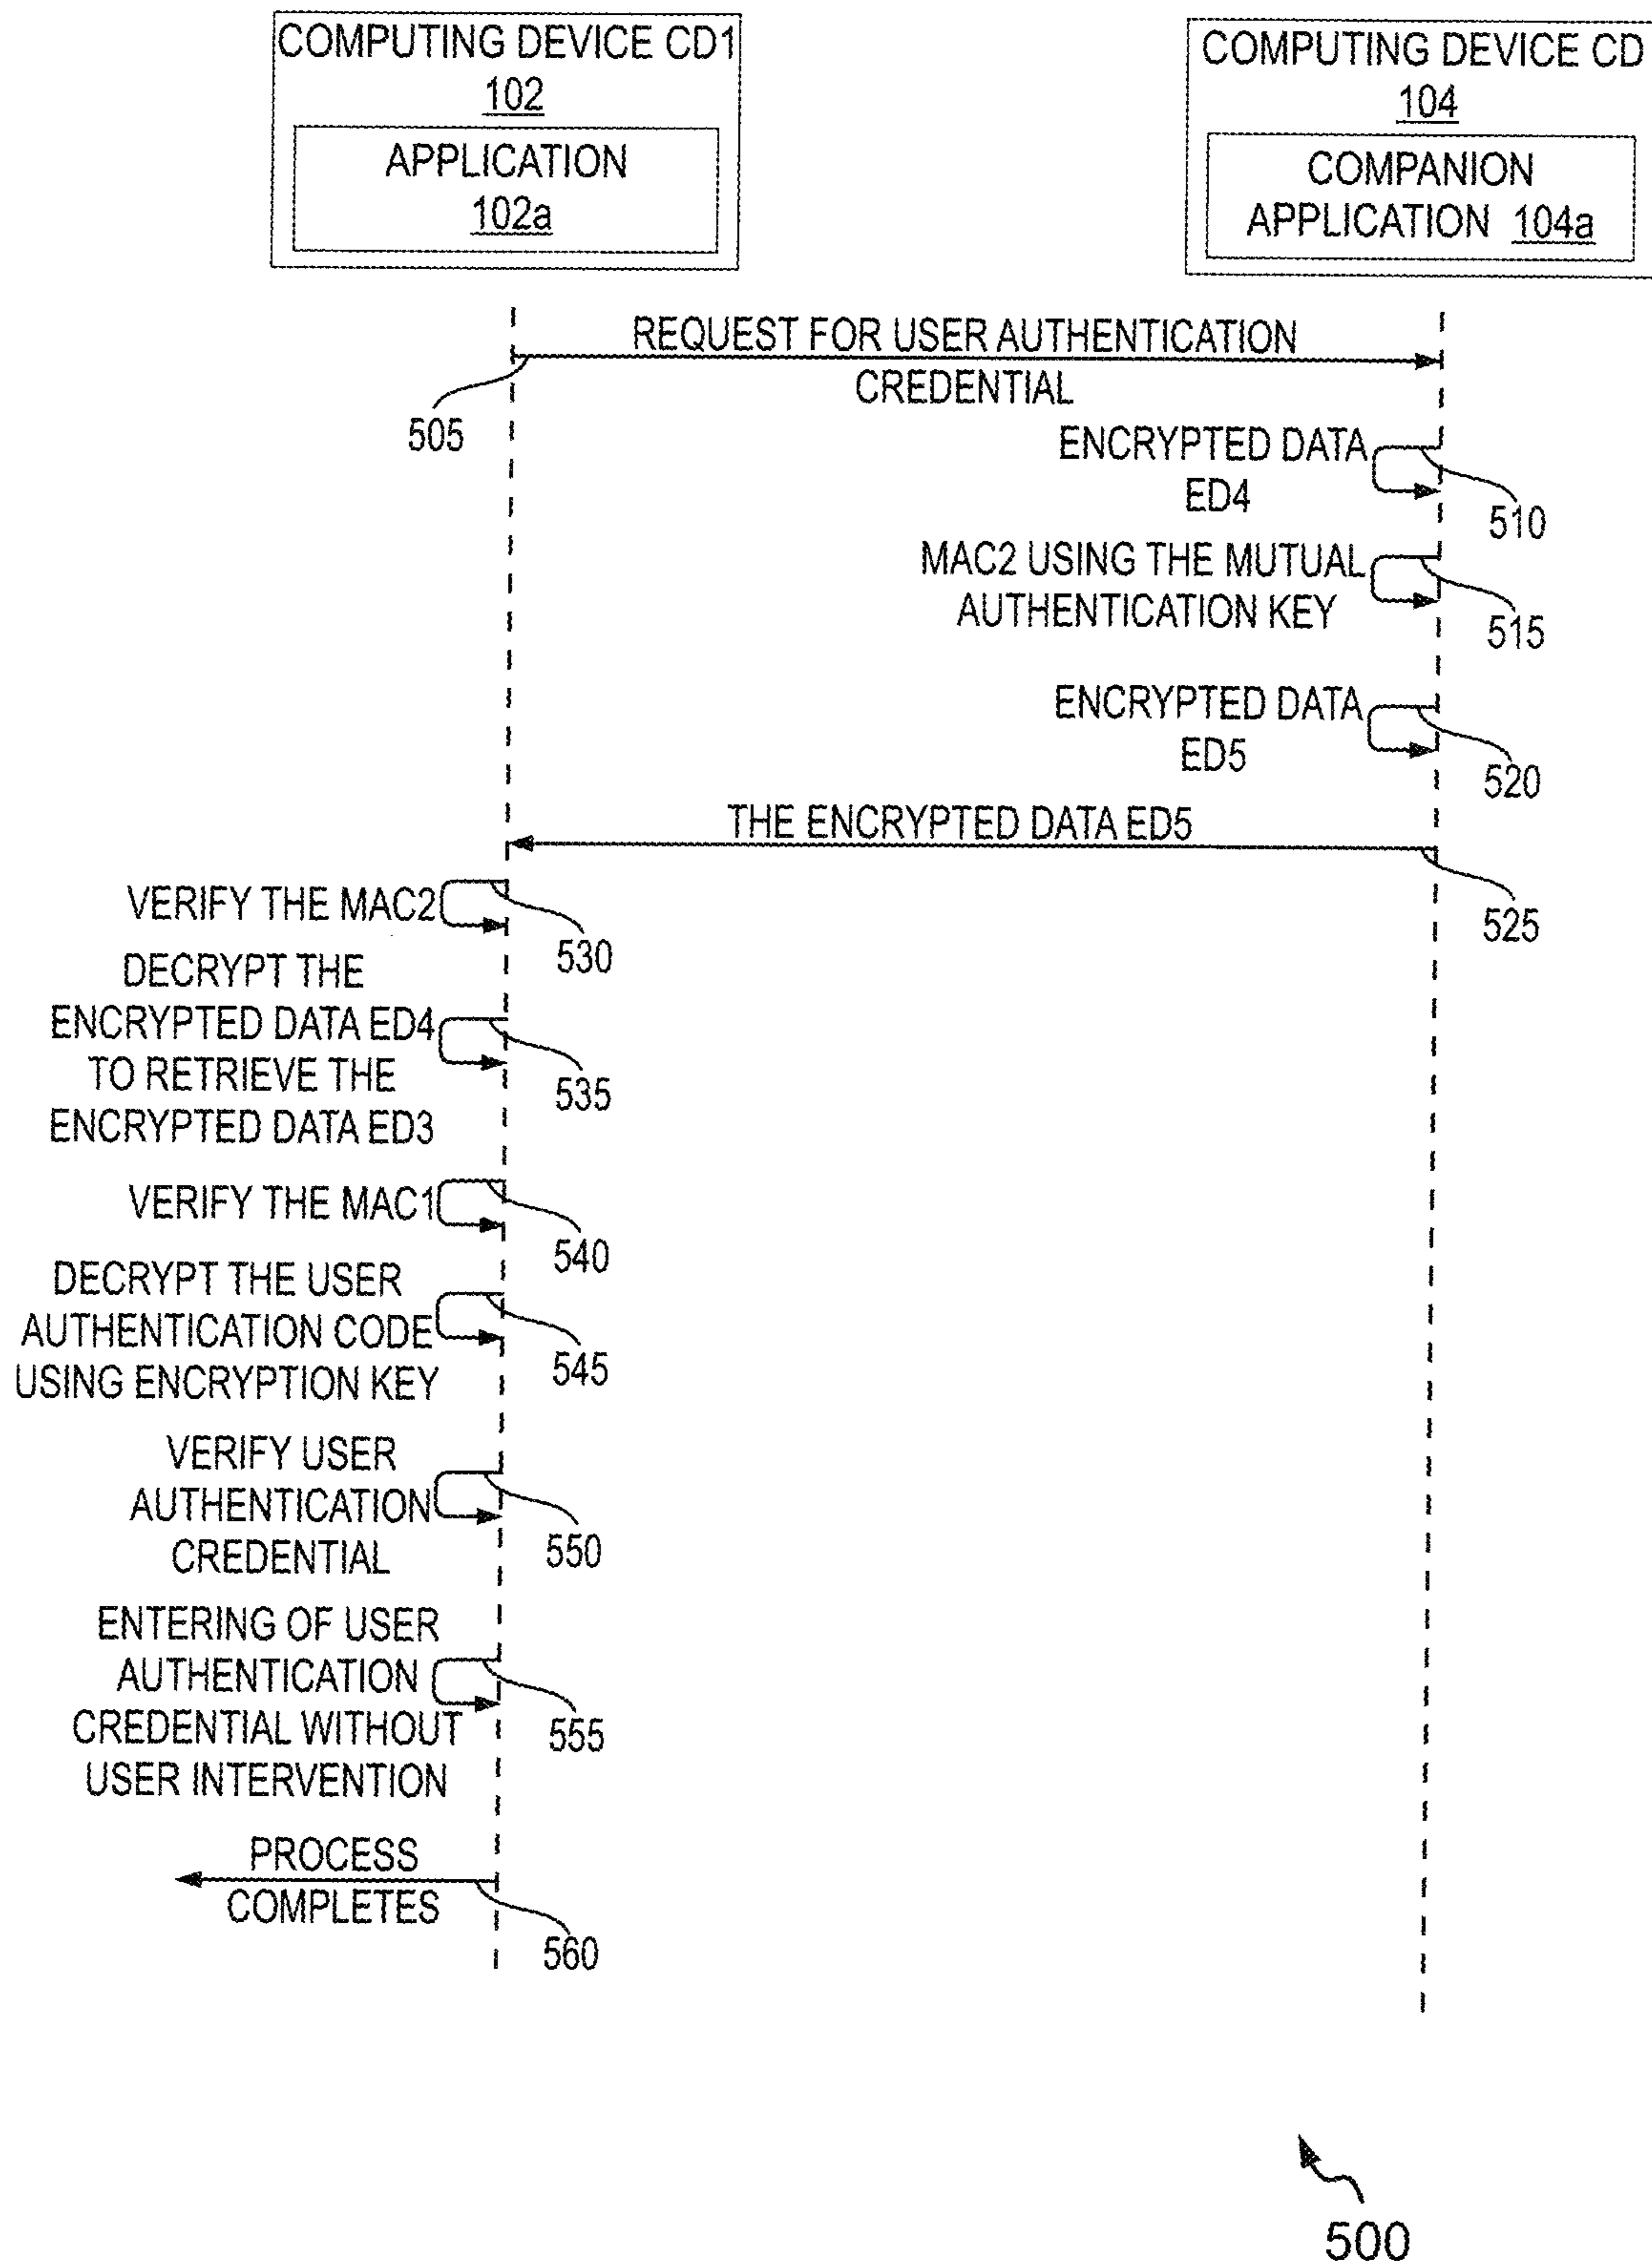 COMPUTING DEVICE CD1
102
APPLICATION
102a
COMPUTING DEVICE CD
104
COMPANION
APPLICATION 104a
REQUEST FOR USER AUTHENTICATION
CREDENTIAL
505
ENCRYPTED DATA
ED4
510
MAC2 USING THE MUTUAL
AUTHENTICATION KEY
515
ENCRYPTED DATA
ED5
520
THE ENCRYPTED DATA ED5
525
VERIFY THE MAC2
530
DECRYPT THE
ENCRYPTED DATA ED4
TO RETRIEVE THE
ENCRYPTED DATA ED3
535
VERIFY THE MAC1
540
DECRYPT THE USER
AUTHENTICATION CODE
USING ENCRYPTION KEY
545
VERIFY USER
AUTHENTICATION
CREDENTIAL
550
ENTERING OF USER
AUTHENTICATION
CREDENTIAL WITHOUT
USER INTERVENTION
555
PROCESS
COMPLETES
560
500